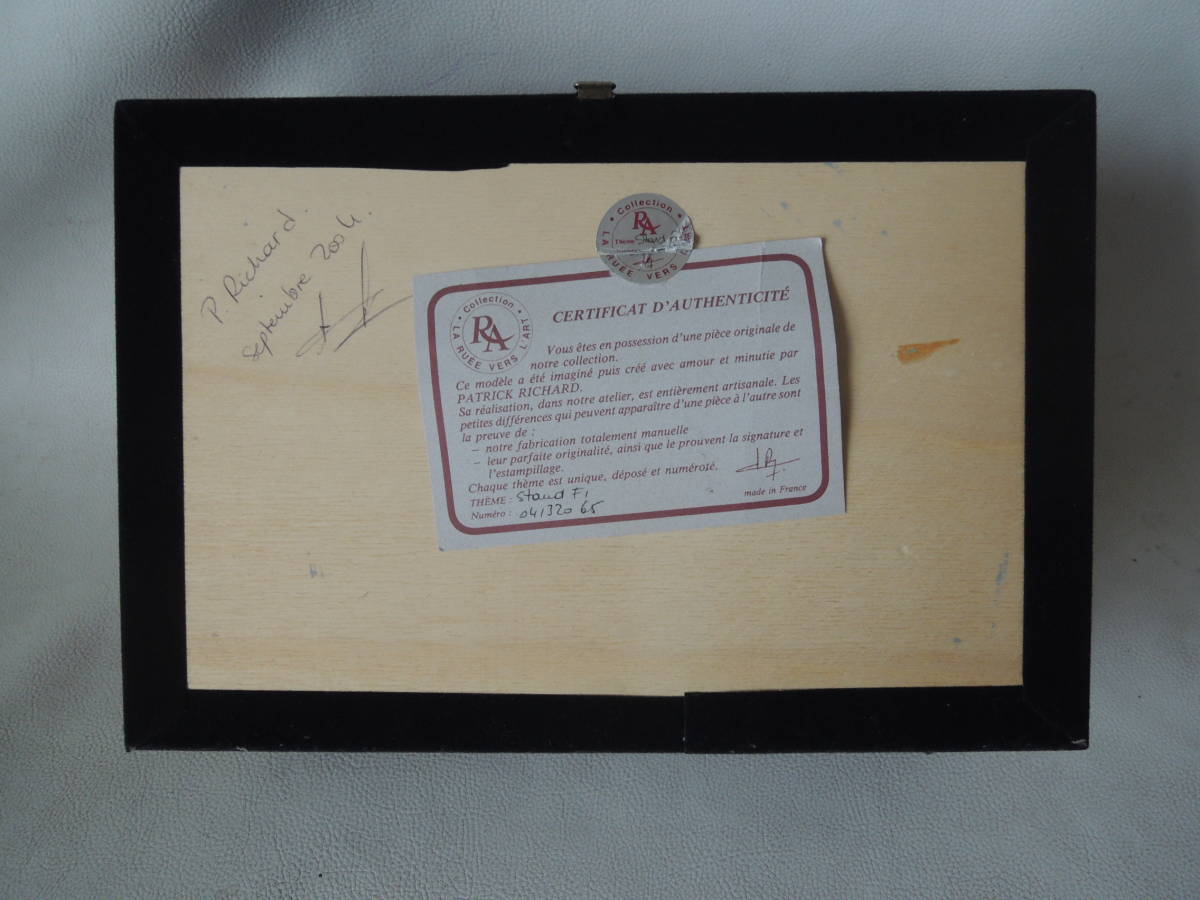 P. Richard.
septembre 2004.
Collection
RA
Thème Stand
LA RUÉE VERS L'ART
Collection
RA
LA RUÉE VERS L'ART
CERTIFICAT D'AUTHENTICITÉ
Vous êtes en possession d'une pièce originale de
notre collection.
Ce modèle a été imaginé puis créé avec amour et minutie par
PATRICK RICHARD.
Sa réalisation, dans notre atelier, est entièrement artisanale. Les
petites différences qui peuvent apparaître d'une pièce à l'autre sont
la preuve de :
– notre fabrication totalement manuelle
– leur parfaite originalité, ainsi que le prouvent la signature et
l'estampillage.
Chaque thème est unique, déposé et numéroté.
THÈME : Stand F1
Numéro : 04132065
made in France